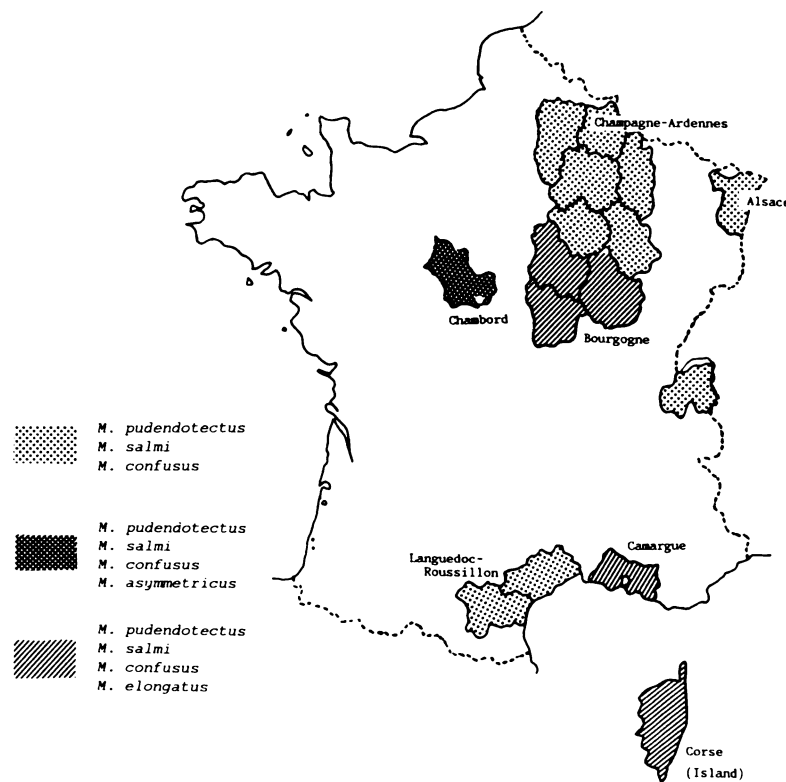 Champagne-Ardennes
Alsace
Chambord
Bourgogne
M. pudendotectus
M. salmi
M. confusus
M. pudendotectus
M. salmi
M. confusus
M. asymmetricus
Languedoc-
Roussillon
Camargue
M. pudendotectus
M. salmi
M. confusus
M. elongatus
Corse
(Island)